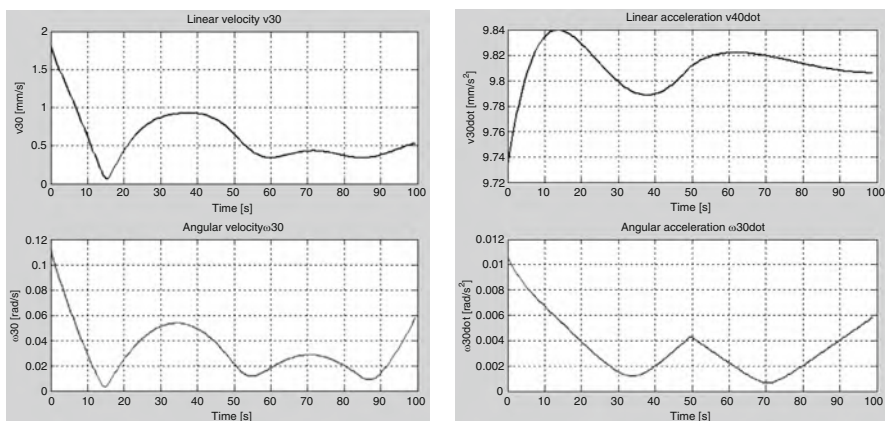 Linear velocity v30
2
1.5
1
0.5
0
v30 [mm/s]
0 10 20 30 40 50 60 70 80 90 100
Time [s]
Angular velocityω30
0.12
0.1
0.08
0.06
0.04
0.02
0
ω30 [rad/s]
0 10 20 30 40 50 60 70 80 90 100
Time [s]
Linear acceleration v40dot
9.84
9.82
9.8
9.78
9.76
9.74
9.72
v30dot [mm/s²]
0 10 20 30 40 50 60 70 80 90 100
Time [s]
Angular acceleration ω30dot
0.012
0.01
0.008
0.006
0.004
0.002
0
ω30dot [rad/s²]
0 10 20 30 40 50 60 70 80 90 100
Time [s]